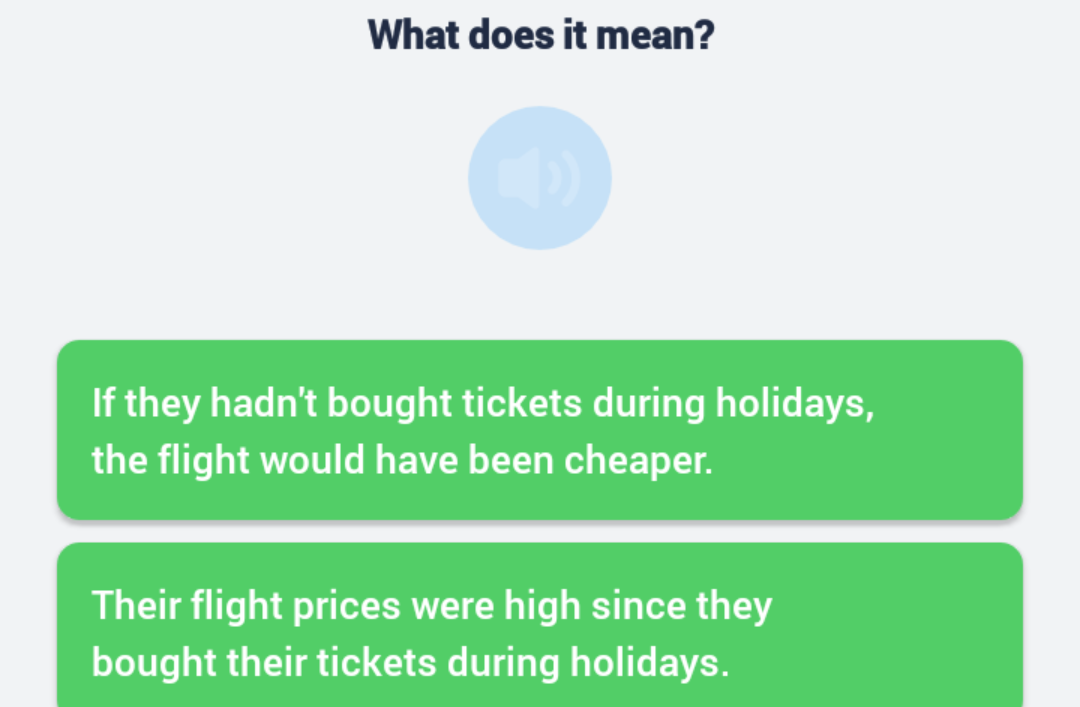 What does it mean?
If they hadn't bought tickets during holidays,
the flight would have been cheaper.
Their flight prices were high since they
bought their tickets during holidays.